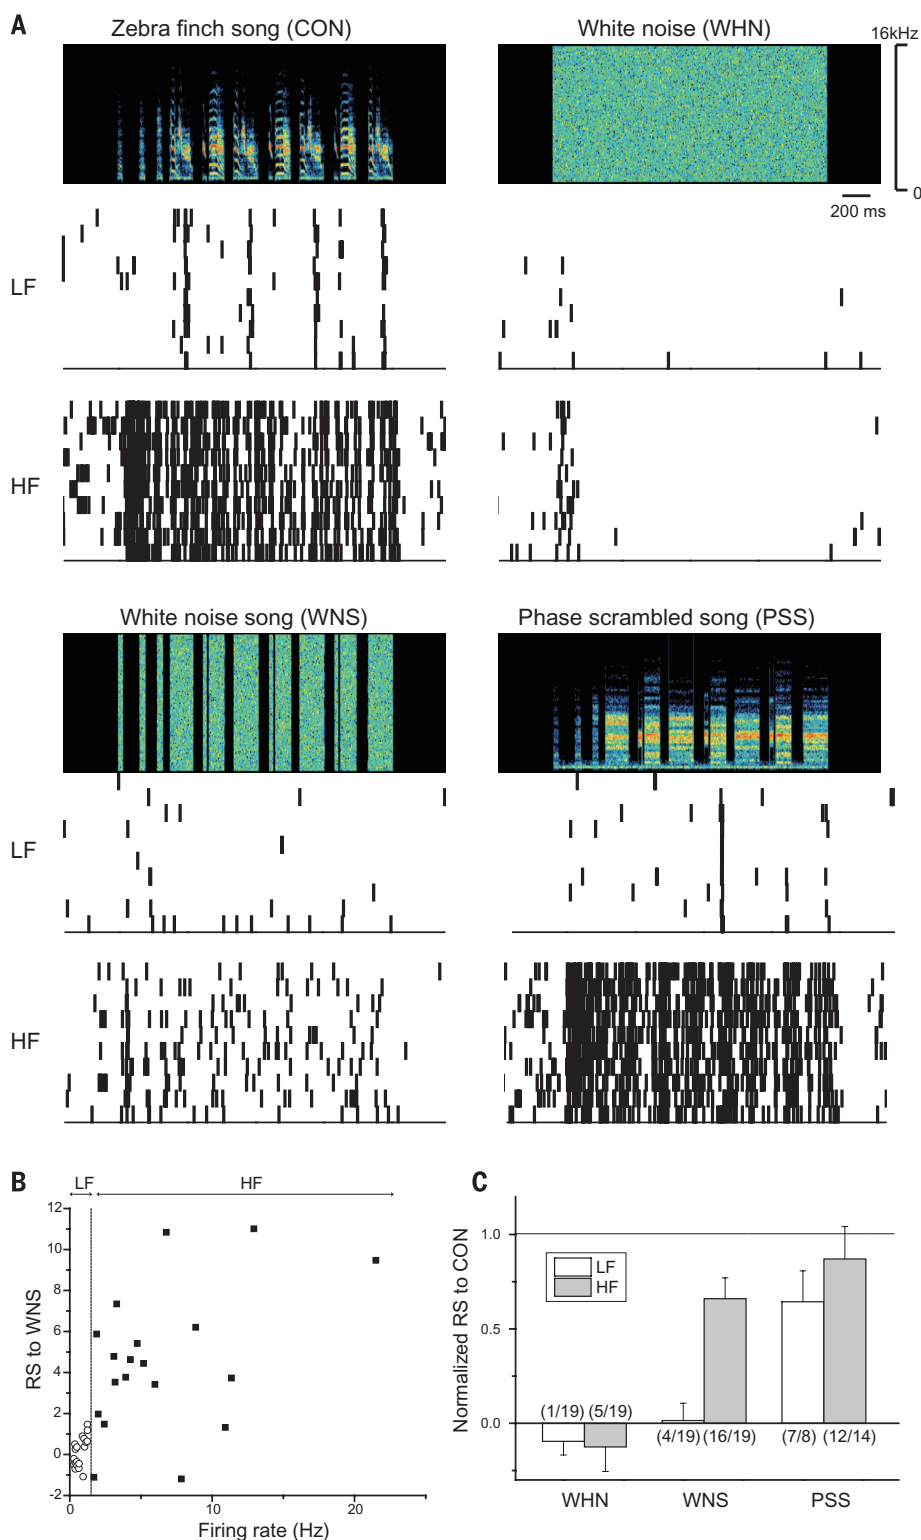 A
Zebra finch song (CON)
White noise (WHN)
16kHz
0
200 ms
LF
HF
White noise song (WNS)
Phase scrambled song (PSS)
LF
HF
B
LF
HF
12
10
8
6
4
2
0
-2
RS to WNS
0
10
20
Firing rate (Hz)
C
1.0
0.5
0.0
Normalized RS to CON
LF
HF
(1/19)
(5/19)
(4/19)
(16/19)
(7/8)
(12/14)
WHN
WNS
PSS